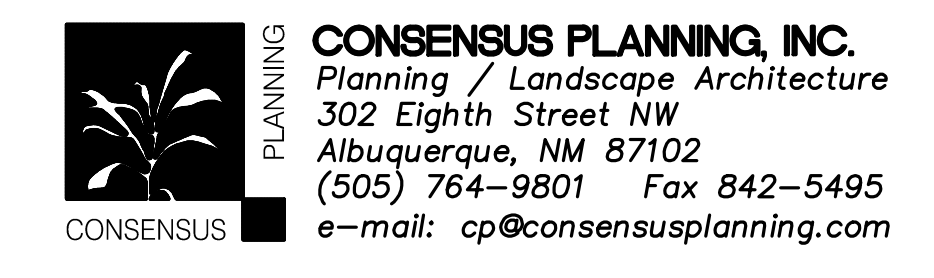 CONSENSUS
PLANNING
CONSENSUS PLANNING, INC.
Planning / Landscape Architecture
302 Eighth Street NW
Albuquerque, NM 87102
(505) 764-9801 Fax 842-5495
e-mail: cp@consensusplanning.com